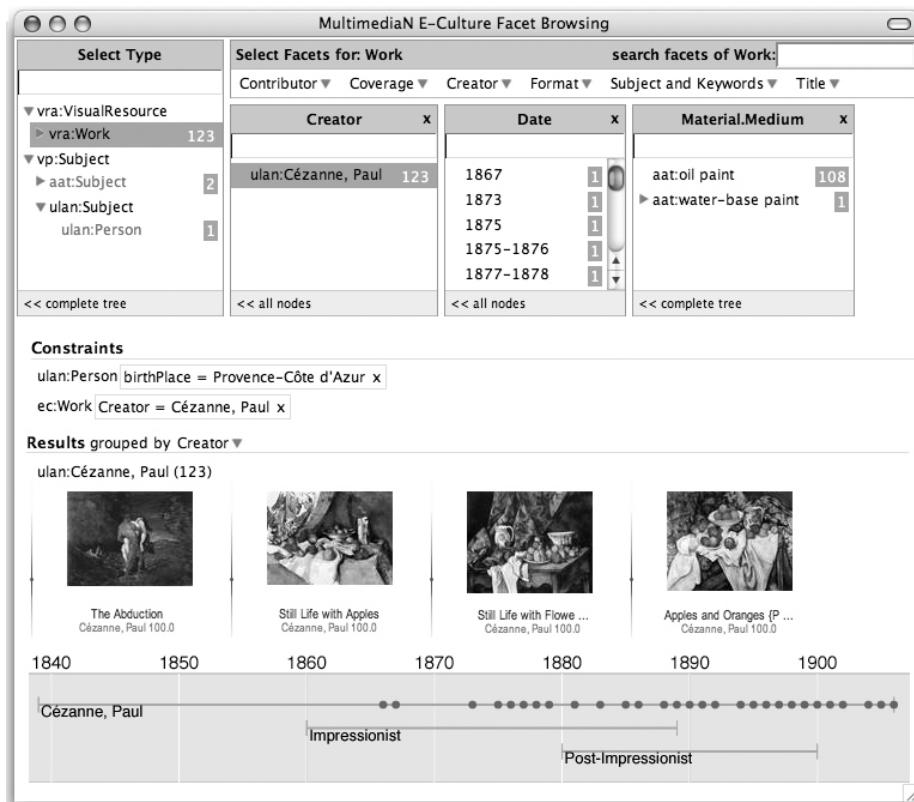 MultimediaN E-Culture Facet Browsing
Select Type
Select Facets for: Work
search facets of Work:
Contributor ▼ Coverage ▼ Creator ▼ Format ▼ Subject and Keywords ▼ Title ▼
▼ vra:VisualResource
▶ vra:Work 123
▼ vp:Subject
▶ aat:Subject 2
▼ ulan:Subject
ulan:Person 1
<< complete tree
Creator x
ulan:Cézanne, Paul 123
<< all nodes
Date x
1867 1
1873 1
1875 1
1875-1876 1
1877-1878 1
<< all nodes
Material.Medium x
aat:oil paint 108
▶ aat:water-base paint 1
<< complete tree
Constraints
ulan:Person birthPlace = Provence-Côte d'Azur x
ec:Work Creator = Cézanne, Paul x
Results grouped by Creator ▼
ulan:Cézanne, Paul (123)
The Abduction
Cézanne, Paul 100.0
Still Life with Apples
Cézanne, Paul 100.0
Still Life with Flowe ...
Cézanne, Paul 100.0
Apples and Oranges {P ...
Cézanne, Paul 100.0
1840 1850 1860 1870 1880 1890 1900
Cézanne, Paul
Impressionist
Post-Impressionist